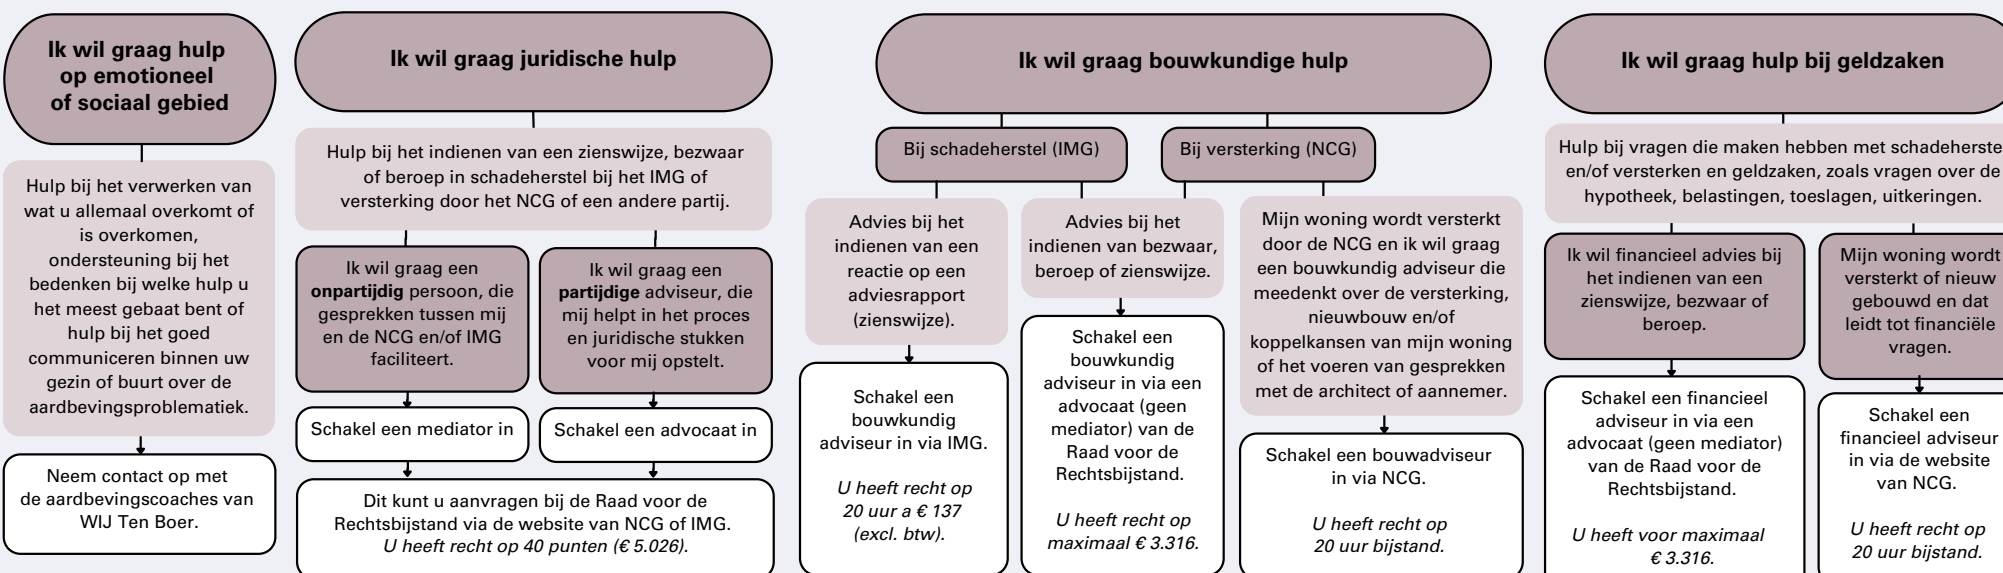 Ik wil graag hulp
op emotioneel
of sociaal gebied
Hulp bij het verwerken van
wat u allemaal overkomt of
is overkomen,
ondersteuning bij het
bedenken bij welke hulp u
het meest gebaat bent of
hulp bij het goed
communiceren binnen uw
gezin of buurt over de
aardbevingsproblematiek.
Neem contact op met
de aardbevingscoaches van
WIJ Ten Boer.
Ik wil graag juridische hulp
Hulp bij het indienen van een zienswijze, bezwaar
of beroep in schadeherstel bij het IMG of
versterking door het NCG of een andere partij.
Ik wil graag een
onpartijdig persoon, die
gesprekken tussen mij
en de NCG en/of IMG
faciliteert.
Schakel een mediator in
Ik wil graag een
partijdige adviseur, die
mij helpt in het proces
en juridische stukken
voor mij opstelt.
Schakel een advocaat in
Dit kunt u aanvragen bij de Raad voor de
Rechtsbijstand via de website van NCG of IMG.
U heeft recht op 40 punten (€ 5.026).
Ik wil graag bouwkundige hulp
Bij schadeherstel (IMG)
Advies bij het
indienen van een
reactie op een
adviesrapport
(zienswijze).
Schakel een
bouwkundig
adviseur in via IMG.
U heeft recht op
20 uur a € 137
(excl. btw).
Advies bij het
indienen van bezwaar,
beroep of zienswijze.
Schakel een
bouwkundig
adviseur in via een
advocaat (geen
mediator) van de
Raad voor de
Rechtsbijstand.
U heeft recht op
maximaal € 3.316.
Bij versterking (NCG)
Mijn woning wordt versterkt
door de NCG en ik wil graag
een bouwkundig adviseur die
meedenkt over de versterking,
nieuwbouw en/of
koppelkansen van mijn woning
of het voeren van gesprekken
met de architect of aannemer.
Schakel een bouwadviseur
in via NCG.
U heeft recht op
20 uur bijstand.
Ik wil graag hulp bij geldzaken
Hulp bij vragen die maken hebben met schadeherste
en/of versterken en geldzaken, zoals vragen over de
hypotheek, belastingen, toeslagen, uitkeringen.
Ik wil financieel advies bij
het indienen van een
zienswijze, bezwaar of
beroep.
Schakel een financieel
adviseur in via een
advocaat (geen mediator)
van de Raad voor de
Rechtsbijstand.
U heeft voor maximaal
€ 3.316.
Mijn woning wordt
versterkt of nieuw
gebouwd en dat
leidt tot financiële
vragen.
Schakel een
financieel adviseur
in via de website
van NCG.
U heeft recht op
20 uur bijstand.